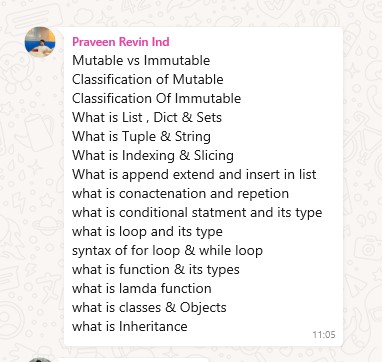 Praveen Revin Ind
Mutable vs Immutable
Classification of Mutable
Classification Of Immutable
What is List , Dict & Sets
What is Tuple & String
What is Indexing & Slicing
What is append extend and insert in list
what is conactenation and repetion
what is conditional statment and its type
what is loop and its type
syntax of for loop & while loop
what is function & its types
what is lamda function
what is classes & Objects
what is Inheritance
11:05